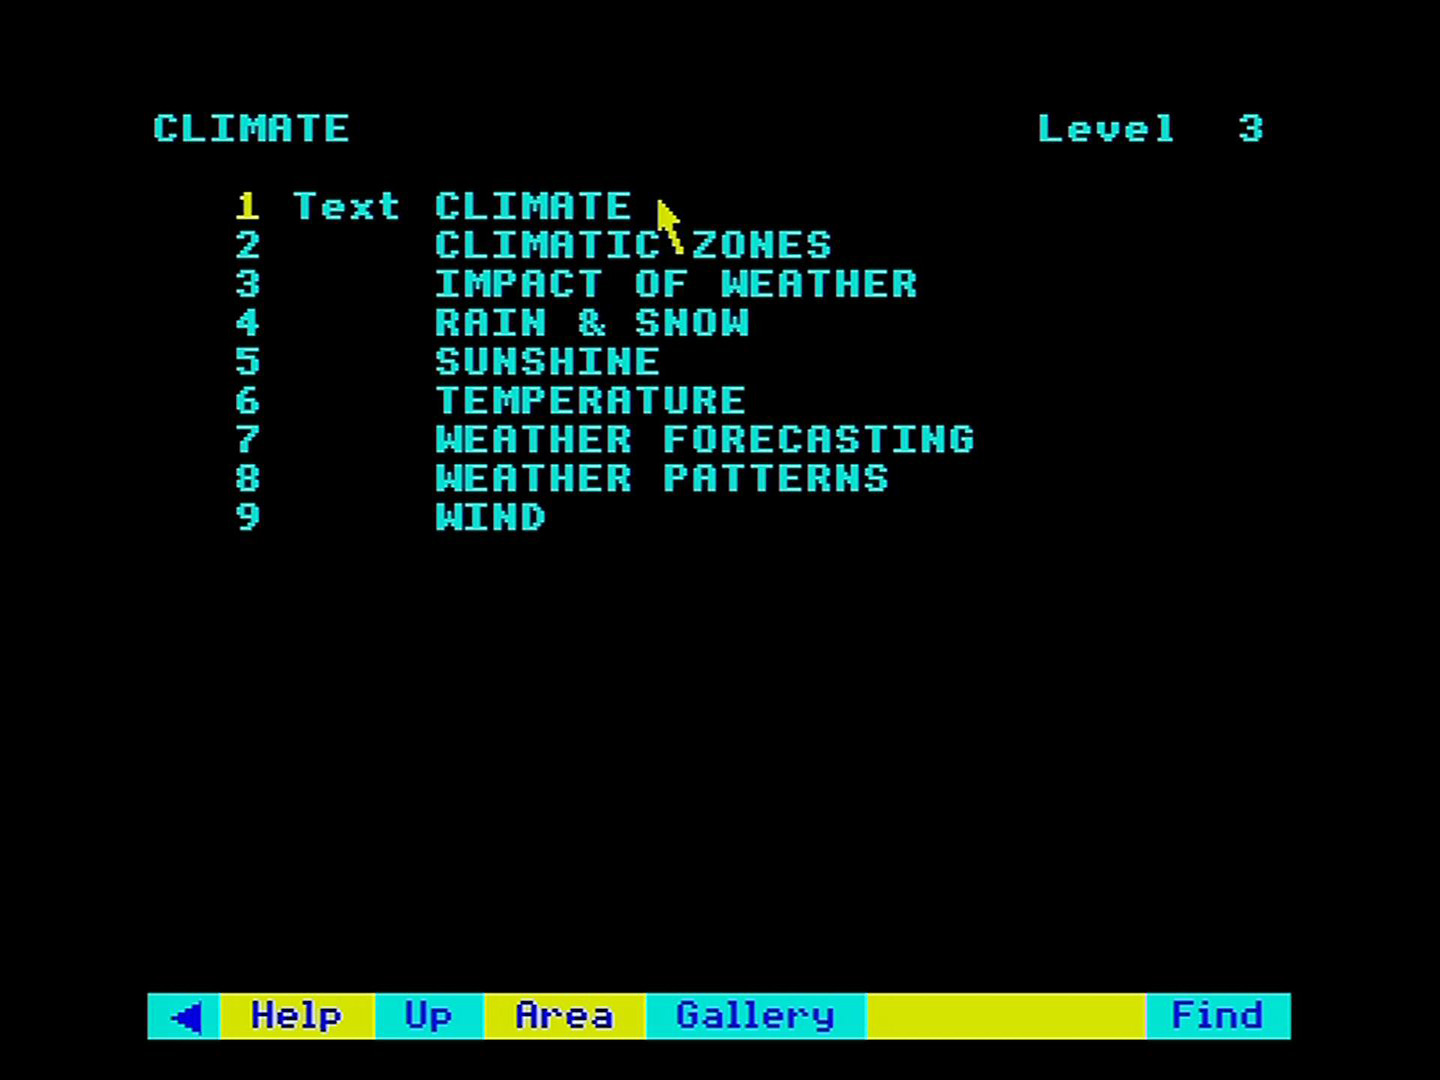 CLIMATE Level 3
1 Text CLIMATE
2 CLIMATIC ZONES
3 IMPACT OF WEATHER
4 RAIN & SNOW
5 SUNSHINE
6 TEMPERATURE
7 WEATHER FORECASTING
8 WEATHER PATTERNS
9 WIND
Help Up Area Gallery Find